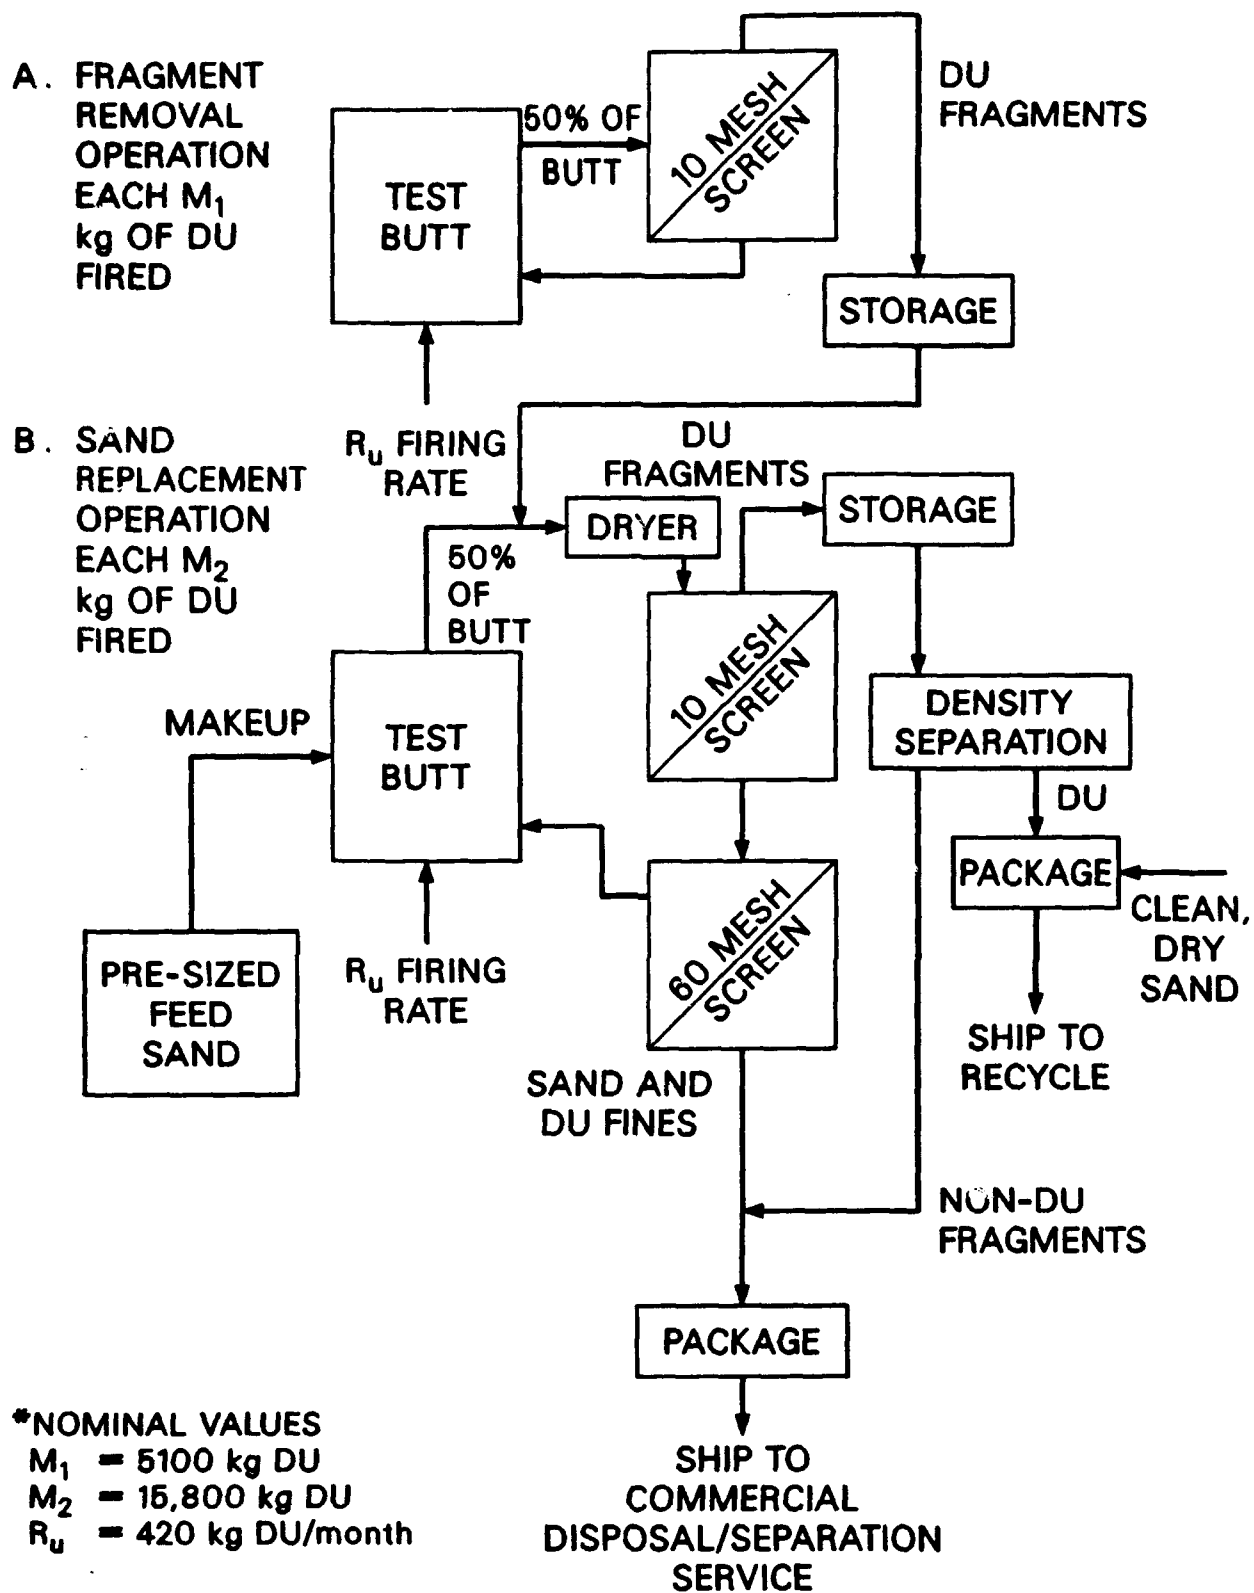 A. FRAGMENT
REMOVAL
OPERATION
EACH M₁
kg OF DU
FIRED
TEST
BUTT
50% OF
BUTT
10 MESH
SCREEN
DU
FRAGMENTS
STORAGE
Rᵤ FIRING
RATE
B. SAND
REPLACEMENT
OPERATION
EACH M₂
kg OF DU
FIRED
DU
FRAGMENTS
DRYER
STORAGE
50%
OF
BUTT
10 MESH
SCREEN
DENSITY
SEPARATION
MAKEUP
TEST
BUTT
DU
PACKAGE
CLEAN,
DRY
SAND
60 MESH
SCREEN
PRE-SIZED
FEED
SAND
Rᵤ FIRING
RATE
SHIP TO
RECYCLE
SAND AND
DU FINES
NON-DU
FRAGMENTS
PACKAGE
*NOMINAL VALUES
M₁ = 5100 kg DU
M₂ = 15,800 kg DU
Rᵤ = 420 kg DU/month
SHIP TO
COMMERCIAL
DISPOSAL/SEPARATION
SERVICE